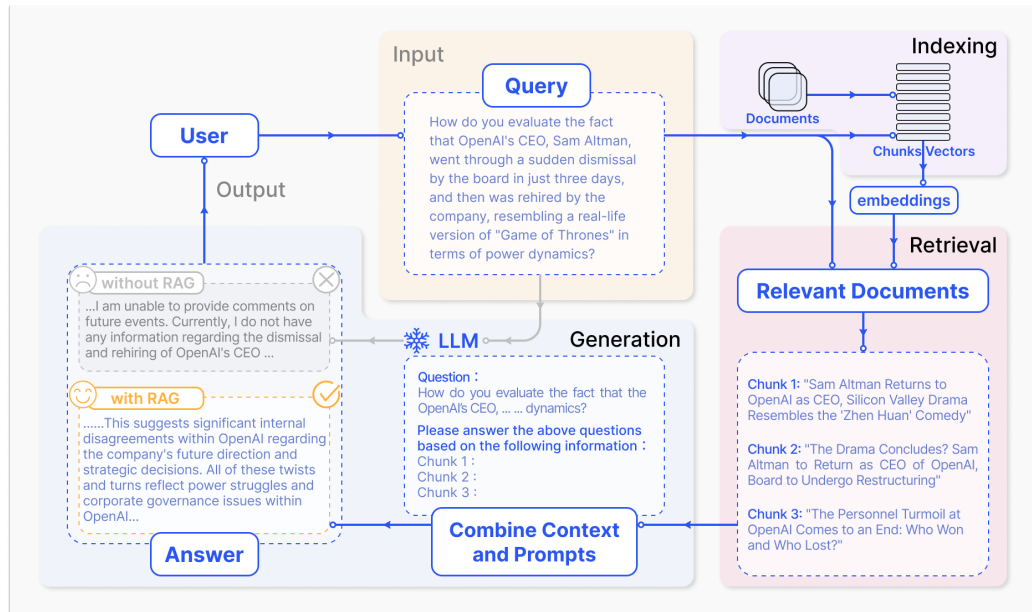 Input
Query
How do you evaluate the fact
that OpenAI's CEO, Sam Altman,
went through a sudden dismissal
by the board in just three days,
and then was rehired by the
company, resembling a real-life
version of "Game of Thrones" in
terms of power dynamics?
Indexing
Documents
Chunks Vectors
embeddings
User
Output
Retrieval
Relevant Documents
Chunk 1: "Sam Altman Returns to
OpenAI as CEO, Silicon Valley Drama
Resembles the 'Zhen Huan' Comedy"
Chunk 2: "The Drama Concludes? Sam
Altman to Return as CEO of OpenAI,
Board to Undergo Restructuring"
Chunk 3: "The Personnel Turmoil at
OpenAI Comes to an End: Who Won
and Who Lost?"
Generation
LLM
Question :
How do you evaluate the fact that the
OpenAI's CEO, ... ... dynamics?
Please answer the above questions
based on the following information :
Chunk 1 :
Chunk 2 :
Chunk 3 :
Combine Context
and Prompts
without RAG
...I am unable to provide comments on
future events. Currently, I do not have
any information regarding the dismissal
and rehiring of OpenAI's CEO ...
with RAG
......This suggests significant internal
disagreements within OpenAI regarding
the company's future direction and
strategic decisions. All of these twists
and turns reflect power struggles and
corporate governance issues within
OpenAI...
Answer